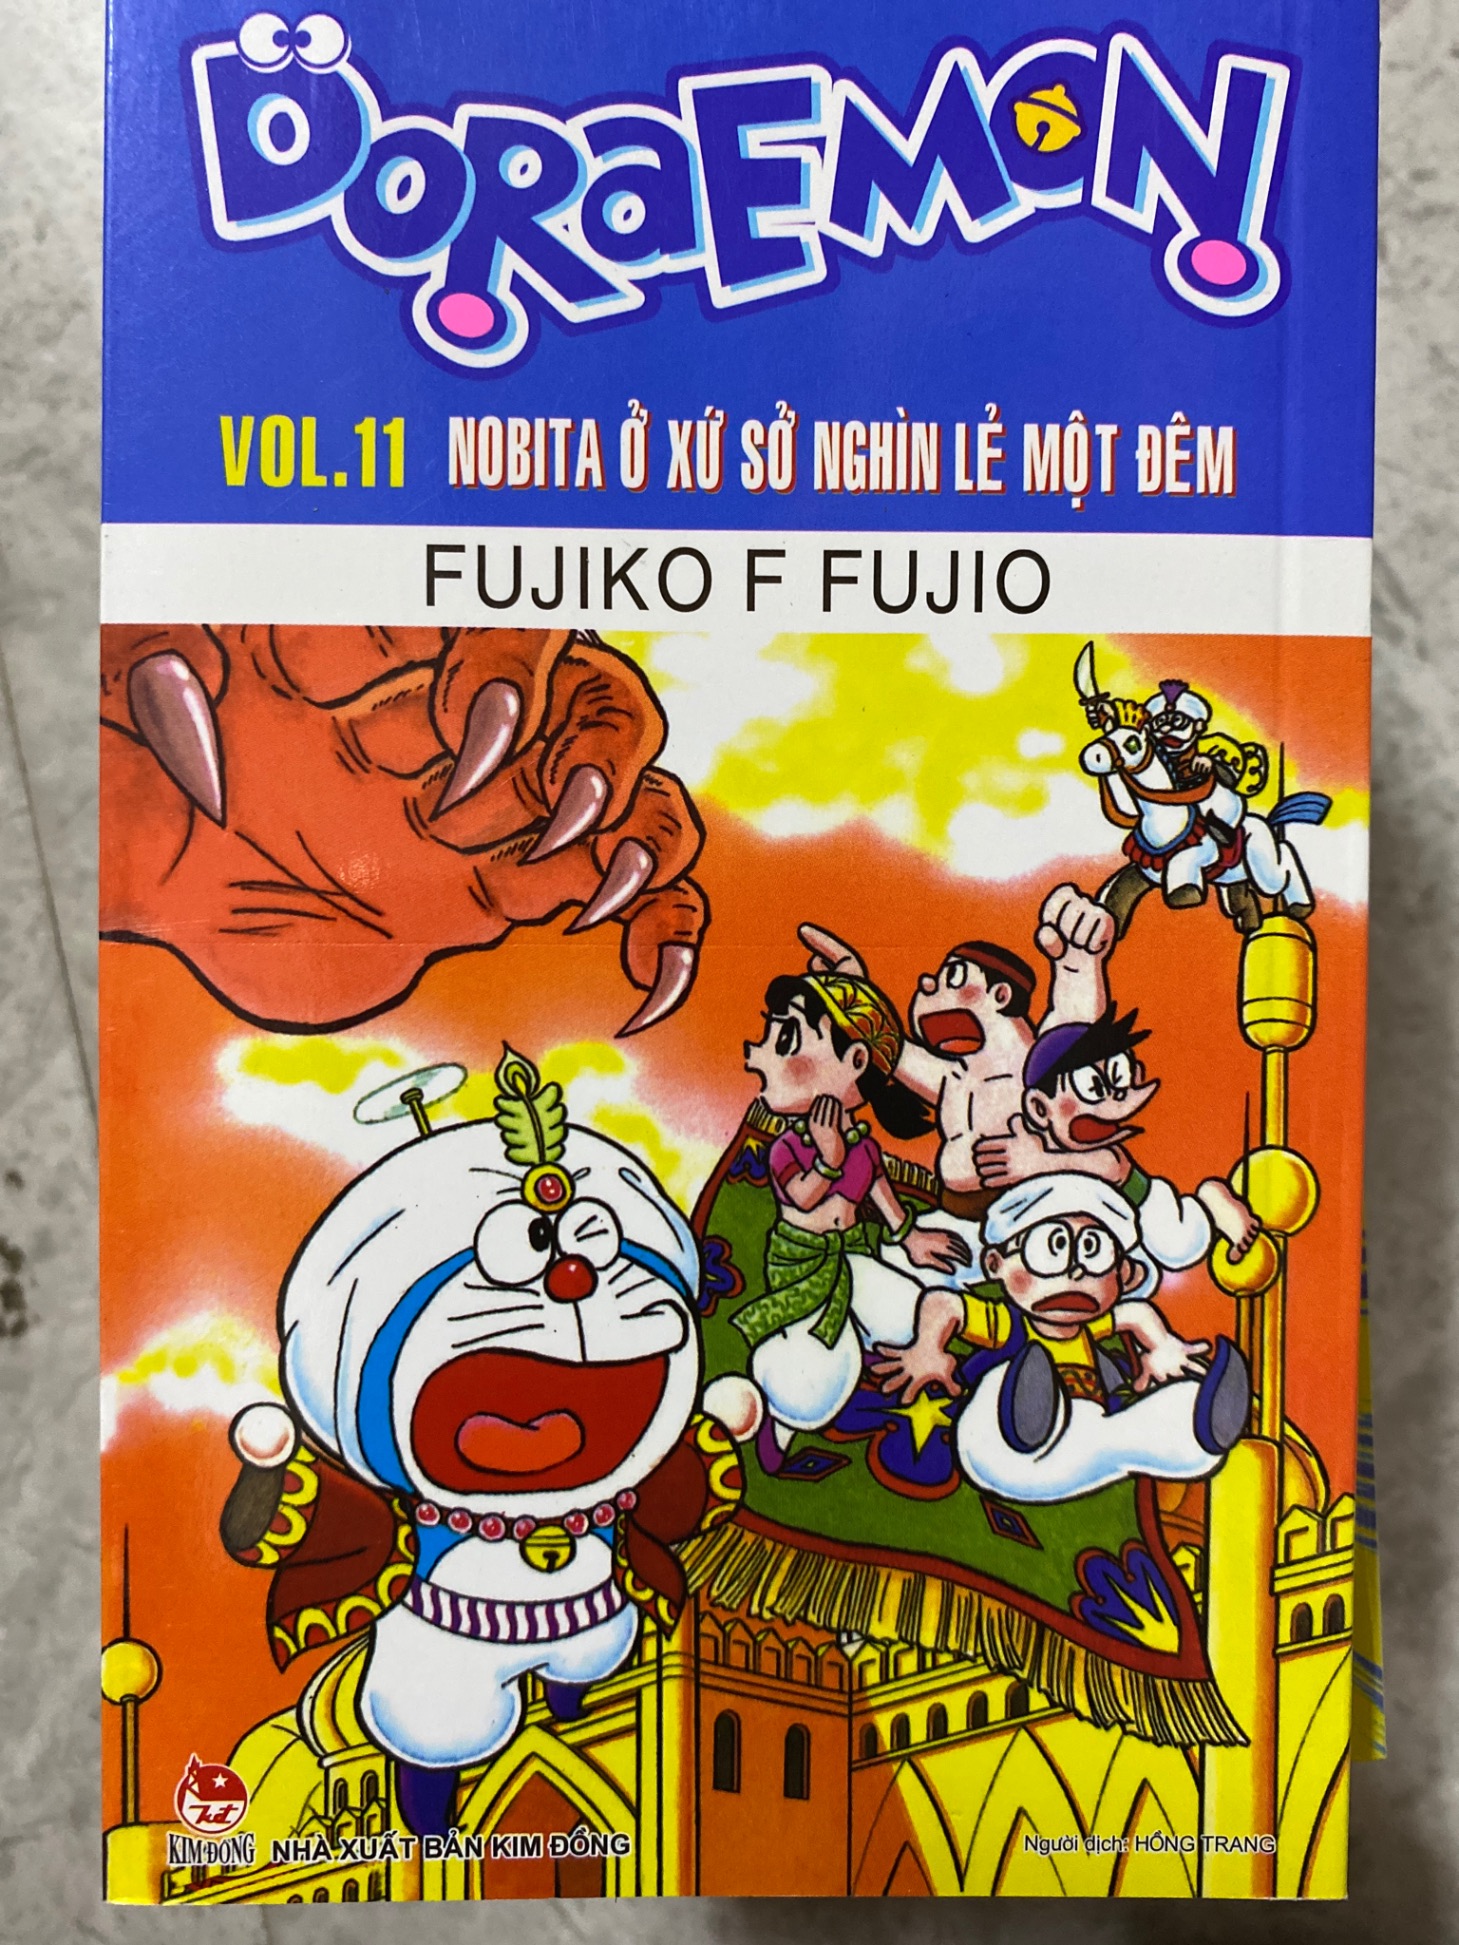 DORAEMON
VOL.11 NOBITA Ở XỨ SỞ NGHÌN LẺ MỘT ĐÊM
FUJIKO F FUJIO
két
KIM ĐỒNG NHÀ XUẤT BẢN KIM ĐỒNG
Người dịch: HỒNG TRANG